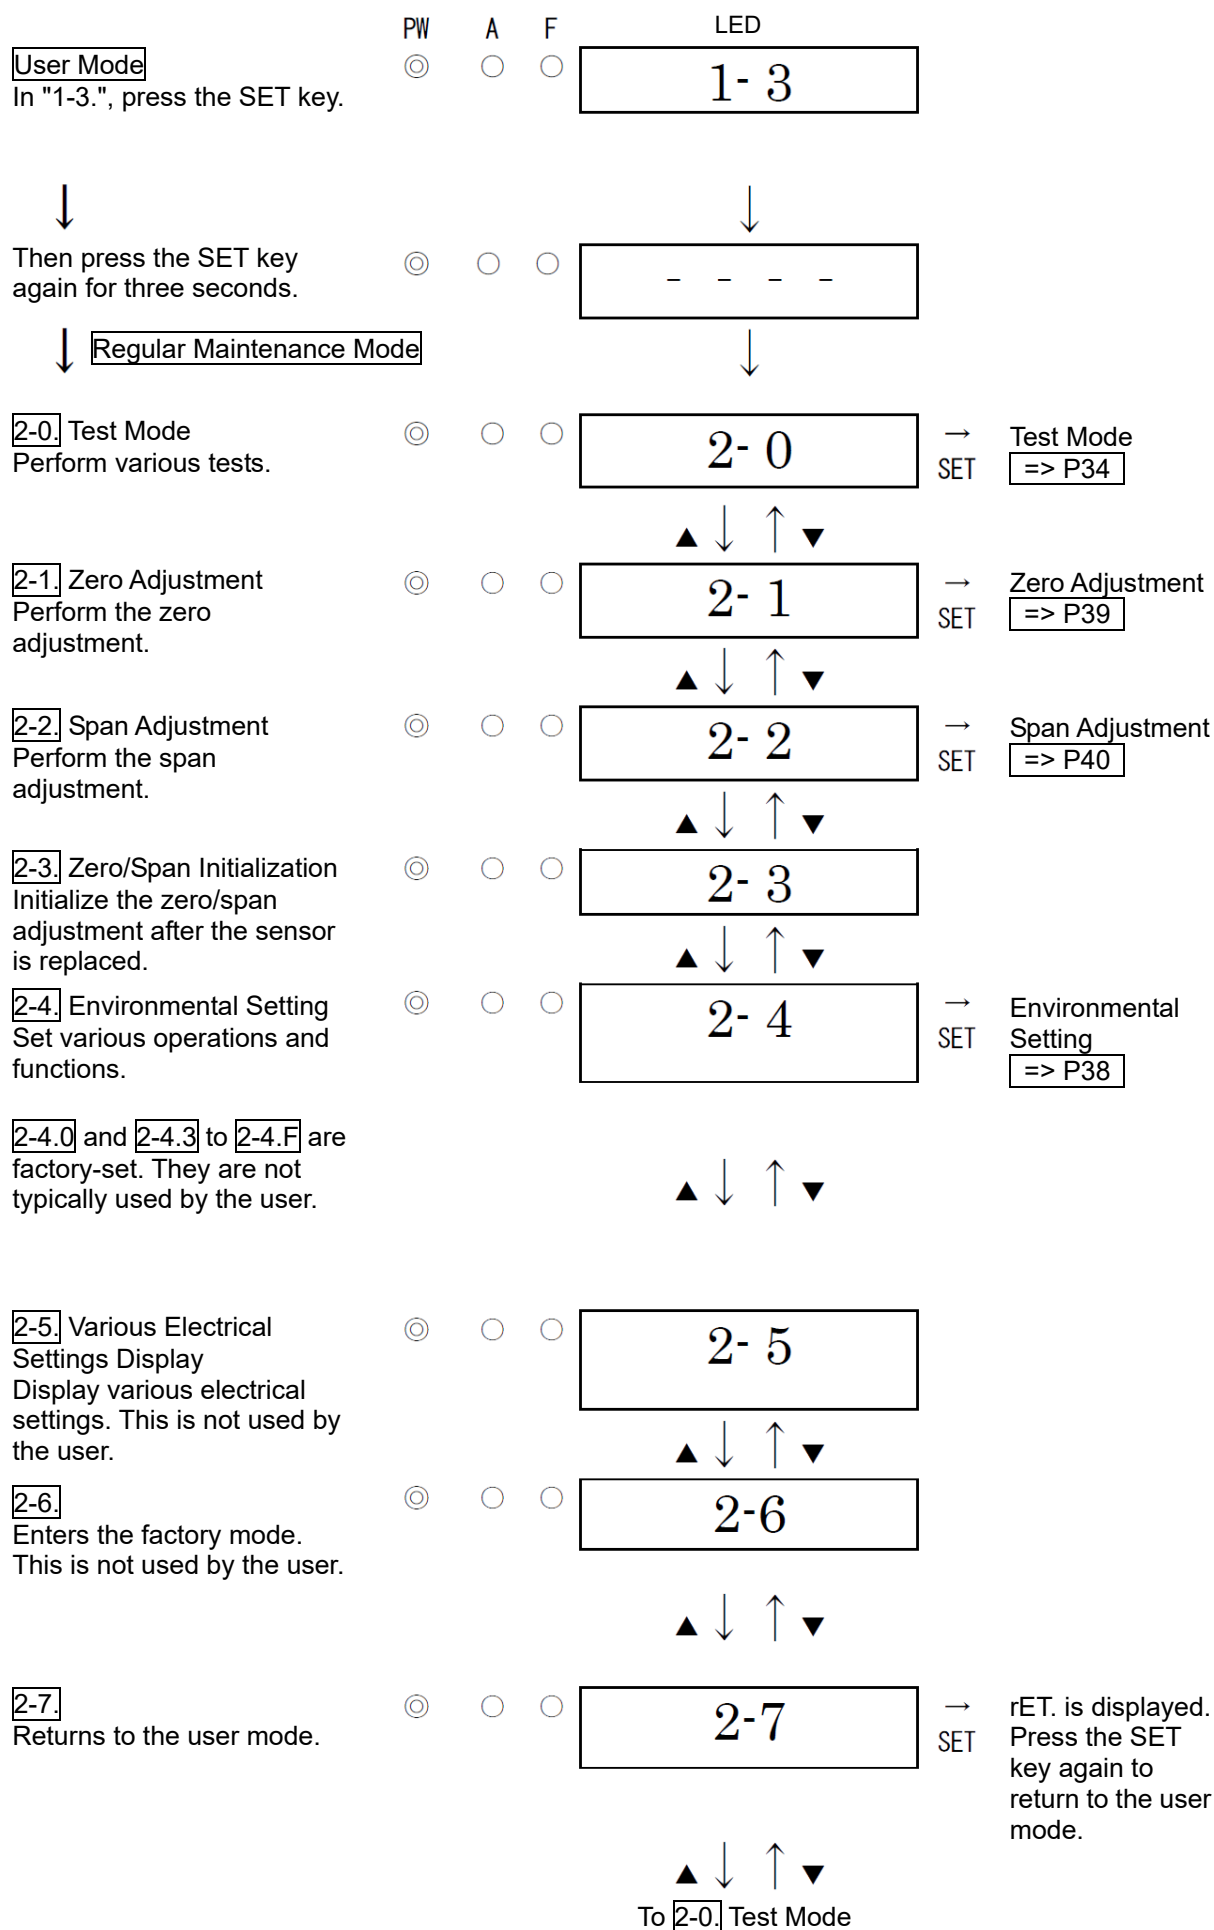 PW A F LED
User Mode
In "1-3.", press the SET key.
1- 3
↓ ↓
Then press the SET key
again for three seconds.
- - - -
↓ Regular Maintenance Mode ↓
2-0. Test Mode
Perform various tests.
2- 0
→ SET
Test Mode
=> P34
▲ ↓ ↑ ▼
2-1. Zero Adjustment
Perform the zero
adjustment.
2- 1
→ SET
Zero Adjustment
=> P39
▲ ↓ ↑ ▼
2-2. Span Adjustment
Perform the span
adjustment.
2- 2
→ SET
Span Adjustment
=> P40
▲ ↓ ↑ ▼
2-3. Zero/Span Initialization
Initialize the zero/span
adjustment after the sensor
is replaced.
2- 3
▲ ↓ ↑ ▼
2-4. Environmental Setting
Set various operations and
functions.
2- 4
→ SET
Environmental
Setting
=> P38
2-4.0 and 2-4.3 to 2-4.F are
factory-set. They are not
typically used by the user.
▲ ↓ ↑ ▼
2-5. Various Electrical
Settings Display
Display various electrical
settings. This is not used by
the user.
2- 5
▲ ↓ ↑ ▼
2-6.
Enters the factory mode.
This is not used by the user.
2-6
▲ ↓ ↑ ▼
2-7.
Returns to the user mode.
2-7
→ SET
rET. is displayed.
Press the SET
key again to
return to the user
mode.
▲ ↓ ↑ ▼
To 2-0. Test Mode